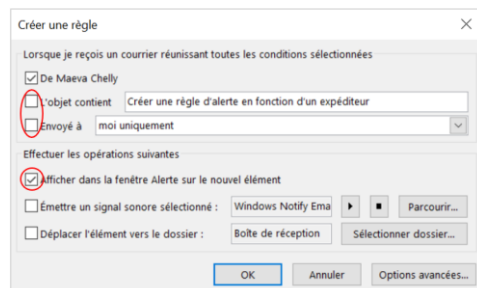 Créer une règle
Lorsque je reçois un courrier réunissant toutes les conditions sélectionnées
De Maeva Chelly
L'objet contient Créer une règle d'alerte en fonction d'un expéditeur
Envoyé à moi uniquement
Effectuer les opérations suivantes
Afficher dans la fenêtre Alerte sur le nouvel élément
Émettre un signal sonore sélectionné : Windows Notify Ema Parcourir...
Déplacer l'élément vers le dossier : Boîte de réception Sélectionner dossier...
OK Annuler Options avancées...